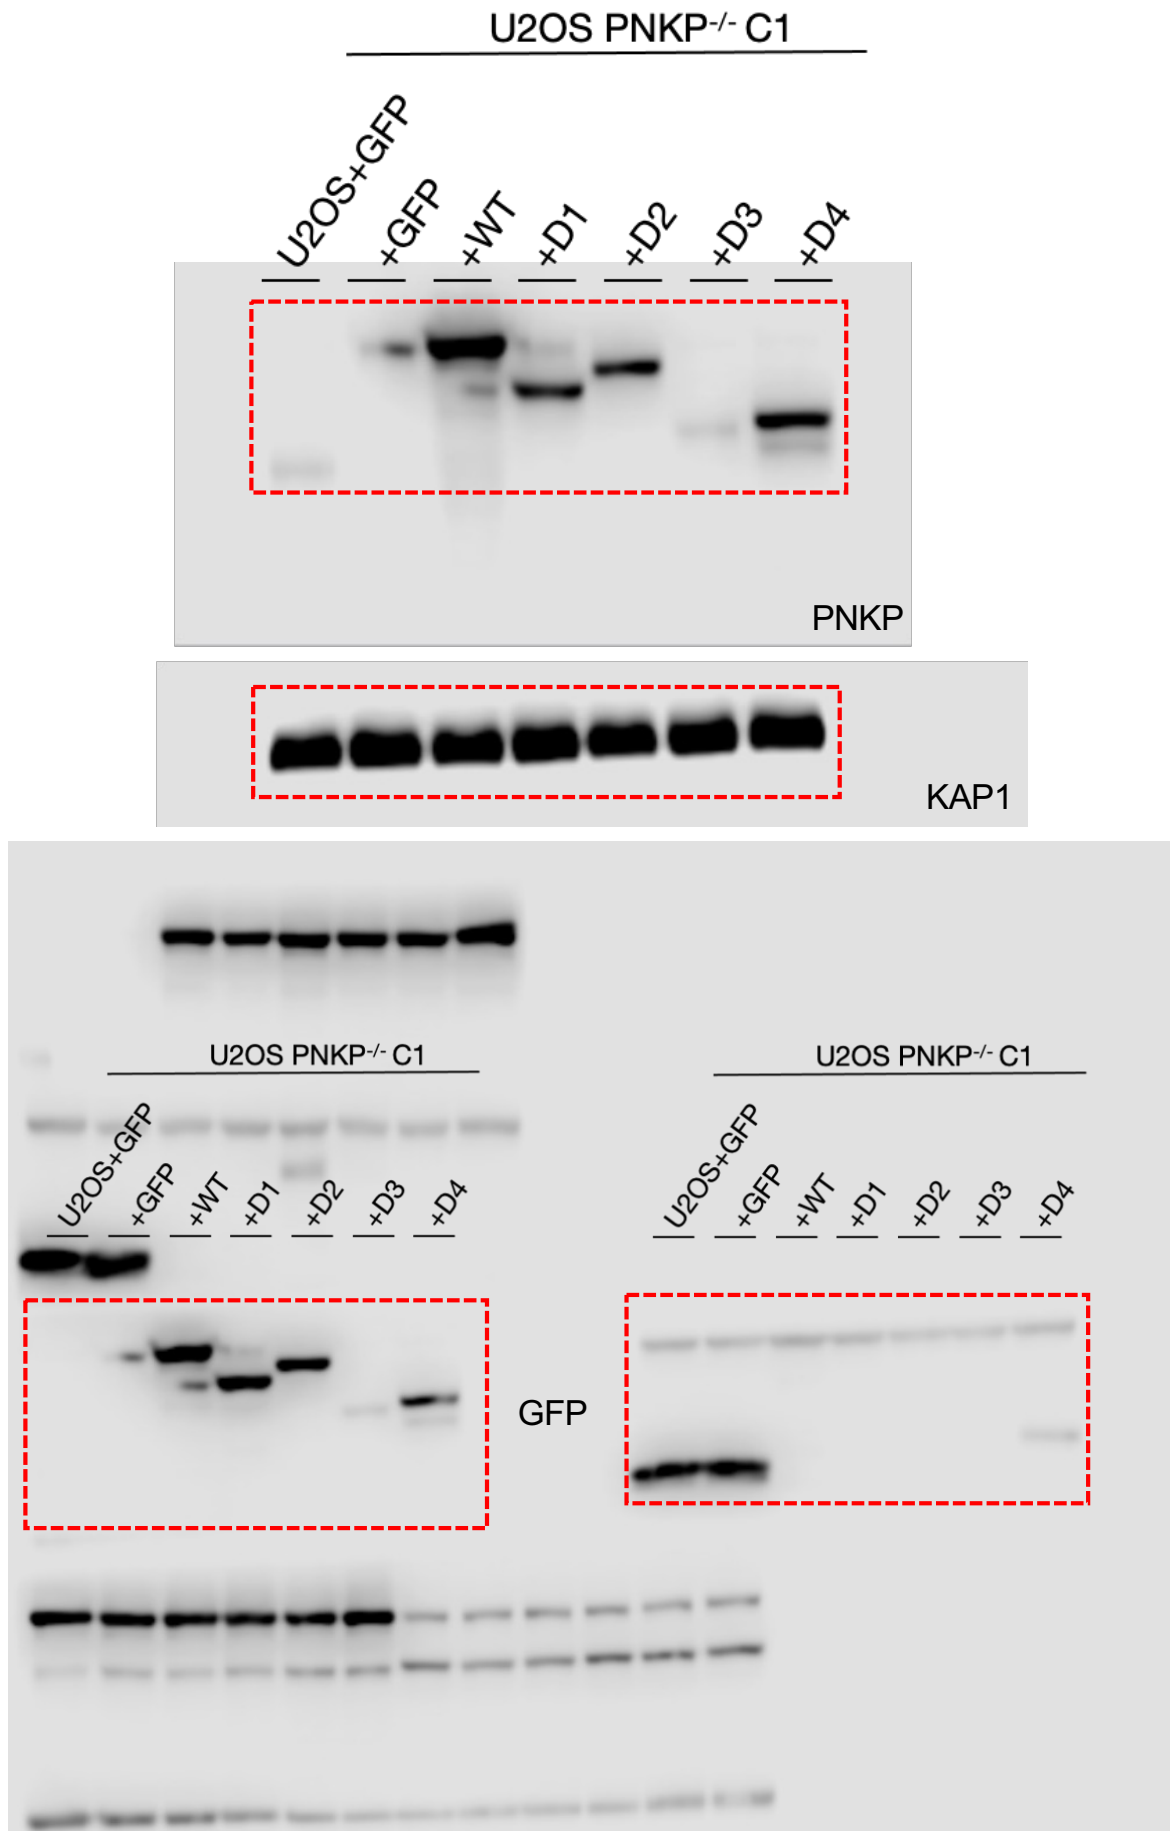 U2OS PNKP-/- C1
U2OS+GFP
+GFP
+WT
+D1
+D2
+D3
+D4
PNKP
KAP1
U2OS PNKP-/- C1
U2OS+GFP
+GFP
+WT
+D1
+D2
+D3
+D4
U2OS PNKP-/- C1
U2OS+GFP
+GFP
+WT
+D1
+D2
+D3
+D4
GFP